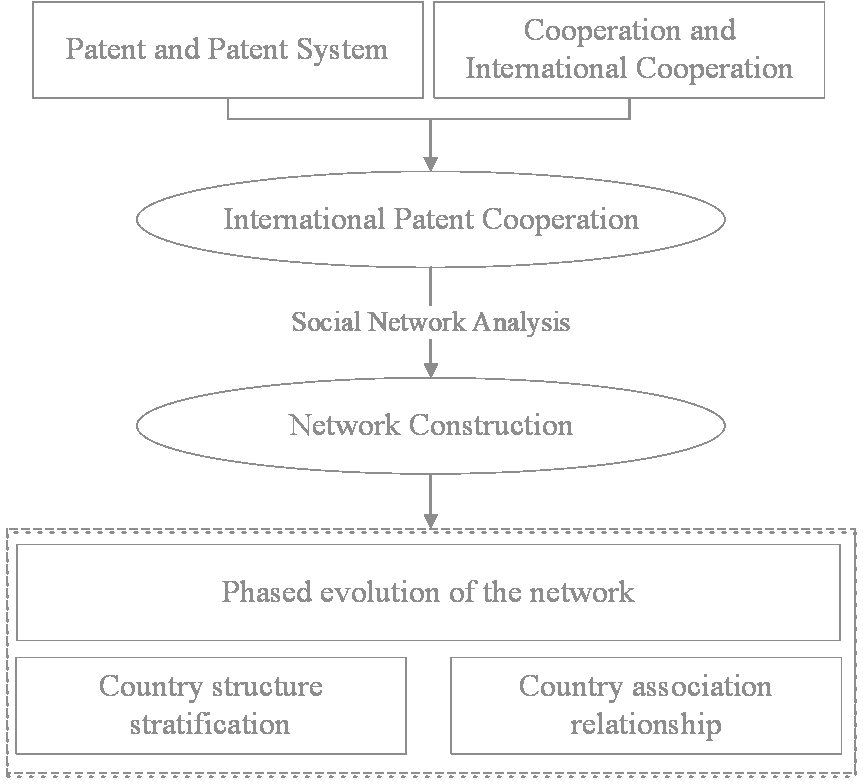 Patent and Patent System
Cooperation and
International Cooperation
International Patent Cooperation
Social Network Analysis
Network Construction
Phased evolution of the network
Country structure
stratification
Country association
relationship